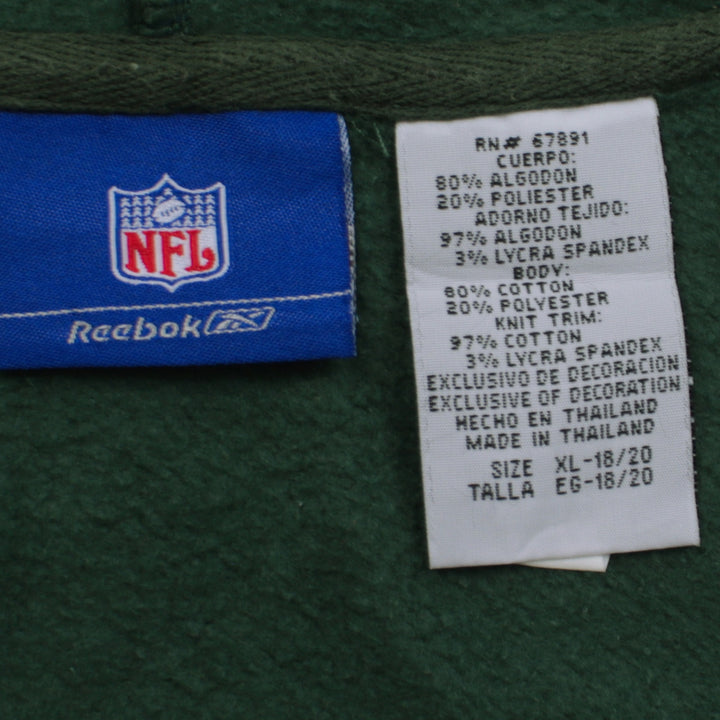 NFL
Reebok
RN# 67891
CUERPO:
80% ALGODON
20% POLIESTER
ADORNO TEJIDO:
97% ALGODON
3% LYCRA SPANDEX
BODY:
80% COTTON
20% POLYESTER
KNIT TRIM:
97% COTTON
3% LYCRA SPANDEX
EXCLUSIVO DE DECORACION
EXCLUSIVE OF DECORATION
HECHO EN THAILAND
MADE IN THAILAND
SIZE XL-18/20
TALLA EG-18/20